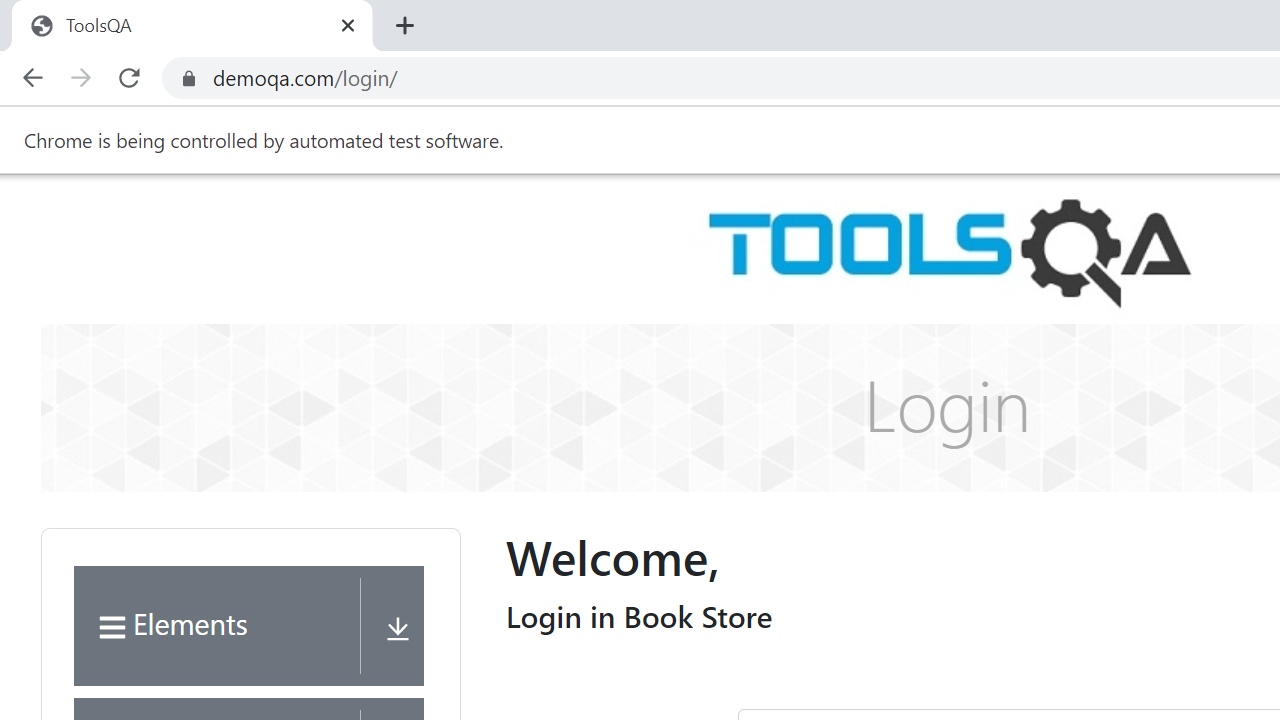 ToolsQA
demoqa.com/login/
Chrome is being controlled by automated test software.
TOOLSQA
Login
Elements
Welcome,
Login in Book Store